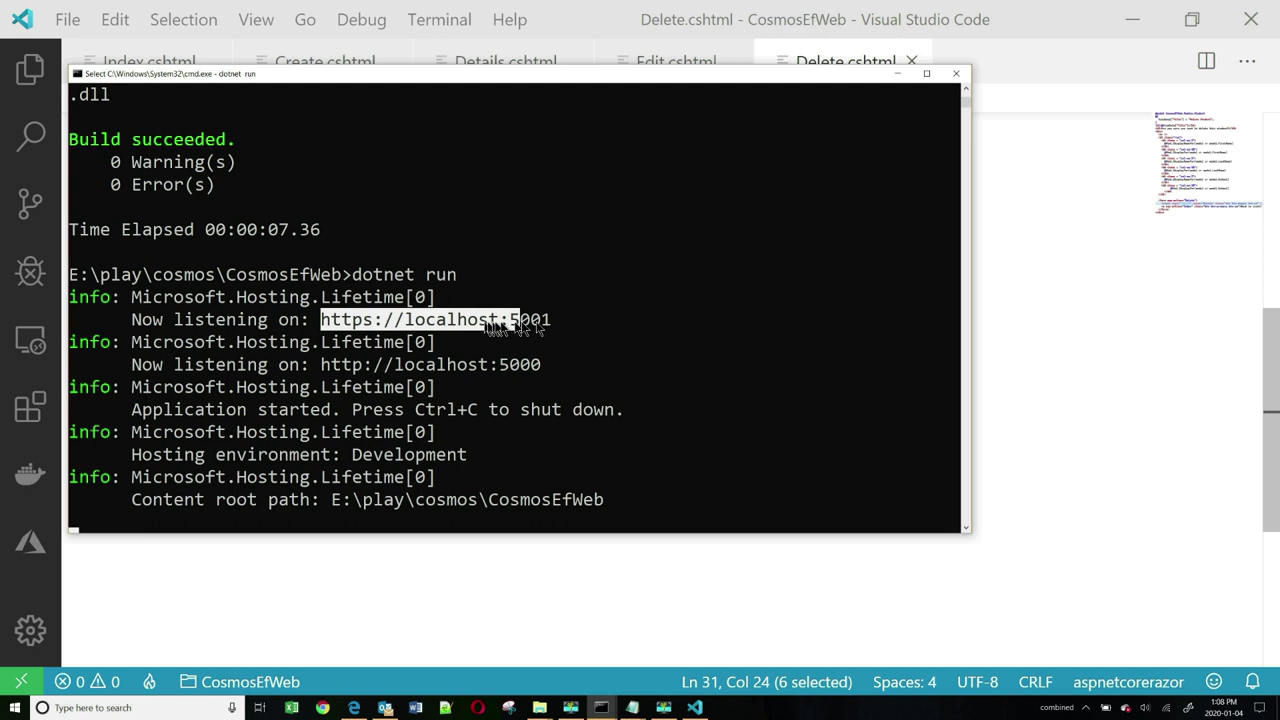 File Edit Selection View Go Debug Terminal Help
Delete.cshtml - CosmosEfWeb - Visual Studio Code
Index.cshtml Create.cshtml Details.cshtml Edit.cshtml Delete.cshtml
Select C:\Windows\System32\cmd.exe - dotnet run
.dll
Build succeeded.
0 Warning(s)
0 Error(s)
Time Elapsed 00:00:07.36
E:\play\cosmos\CosmosEfWeb>dotnet run
info: Microsoft.Hosting.Lifetime[0]
Now listening on: https://localhost:5001
info: Microsoft.Hosting.Lifetime[0]
Now listening on: http://localhost:5000
info: Microsoft.Hosting.Lifetime[0]
Application started. Press Ctrl+C to shut down.
info: Microsoft.Hosting.Lifetime[0]
Hosting environment: Development
info: Microsoft.Hosting.Lifetime[0]
Content root path: E:\play\cosmos\CosmosEfWeb
0 0 CosmosEfWeb Ln 31, Col 24 (6 selected) Spaces: 4 UTF-8 CRLF aspnetcorerazor
Type here to search
combined
1:08 PM
2020-01-04